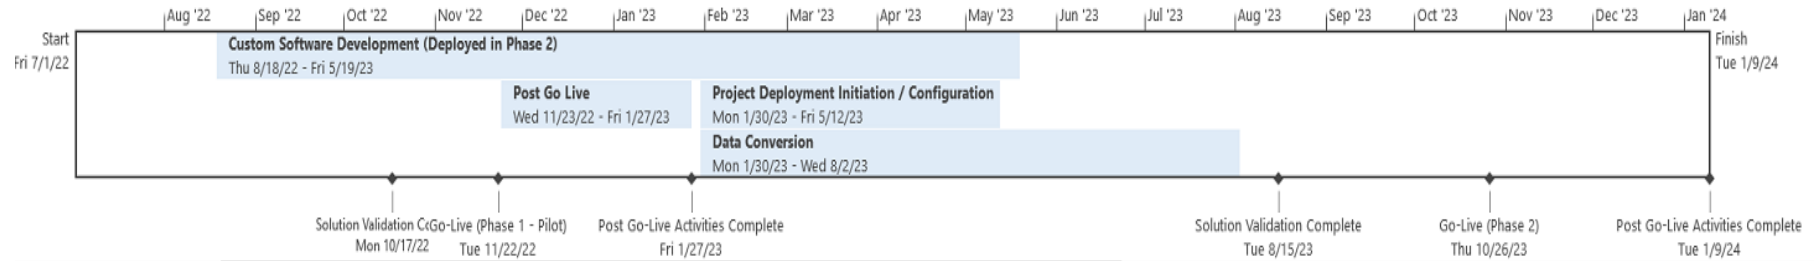 Aug '22 Sep '22 Oct '22 Nov '22 Dec '22 Jan '23 Feb '23 Mar '23 Apr '23 May '23 Jun '23 Jul '23 Aug '23 Sep '23 Oct '23 Nov '23 Dec '23 Jan '24
Start
Fri 7/1/22
Custom Software Development (Deployed in Phase 2)
Thu 8/18/22 - Fri 5/19/23
Finish
Tue 1/9/24
Post Go Live
Wed 11/23/22 - Fri 1/27/23
Project Deployment Initiation / Configuration
Mon 1/30/23 - Fri 5/12/23
Data Conversion
Mon 1/30/23 - Wed 8/2/23
Solution Validation
Mon 10/17/22
Go-Live (Phase 1 - Pilot)
Tue 11/22/22
Post Go-Live Activities Complete
Fri 1/27/23
Solution Validation Complete
Tue 8/15/23
Go-Live (Phase 2)
Thu 10/26/23
Post Go-Live Activities Complete
Tue 1/9/24